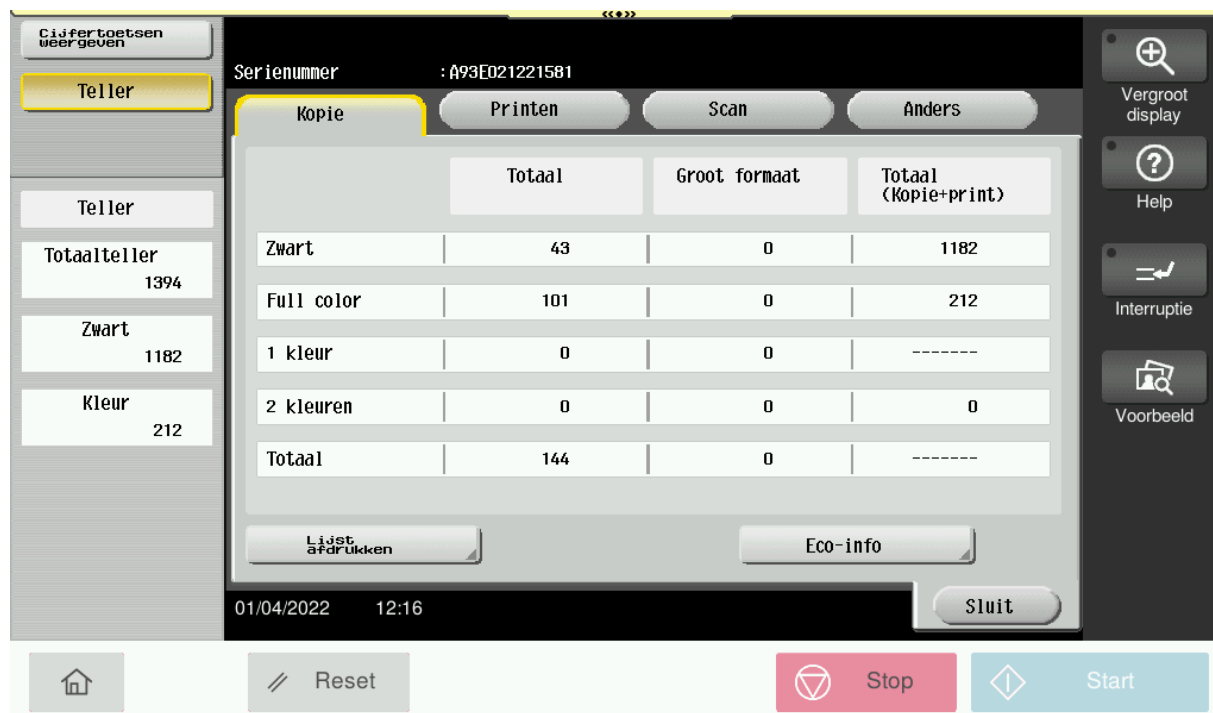 Cijfertoetsen
weergeven
Teller
Teller
Totaalteller
1394
Zwart
1182
Kleur
212
Serienummer :A93E021221581
Kopie Printen Scan Anders
Totaal Groot formaat Totaal
(Kopie+print)
Zwart 43 0 1182
Full color 101 0 212
1 kleur 0 0 -------
2 kleuren 0 0 0
Totaal 144 0 -------
Lijst
afdrukken
Eco-info
01/04/2022 12:16
Sluit
Vergroot
display
Help
Interruptie
Voorbeeld
Reset
Stop
Start